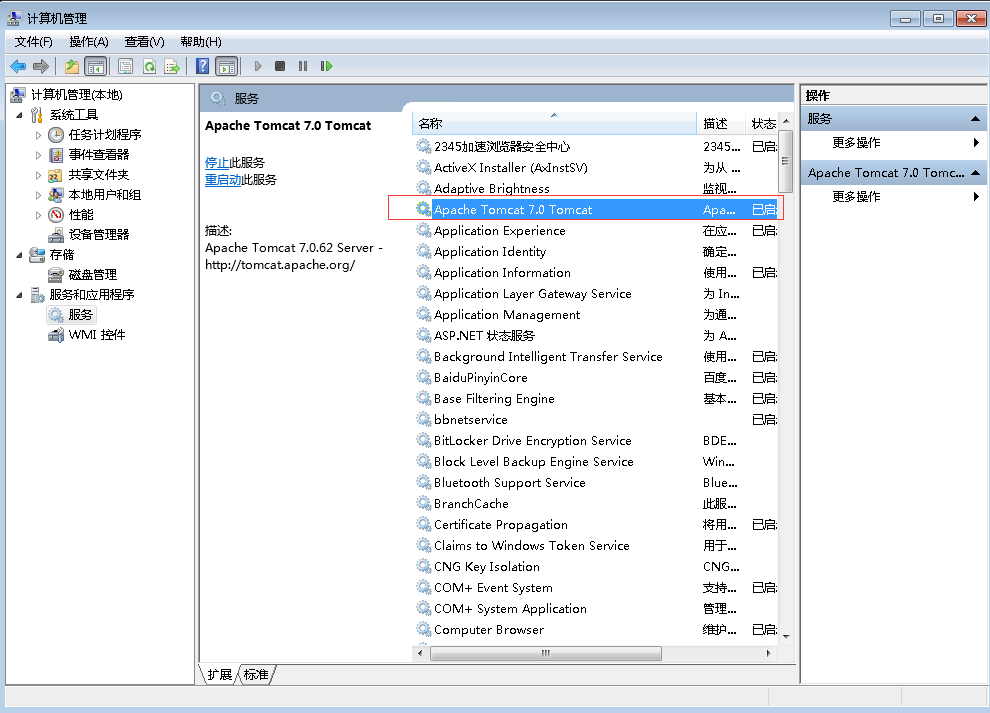 计算机管理
文件(F) 操作(A) 查看(V) 帮助(H)
计算机管理(本地)
系统工具
任务计划程序
事件查看器
共享文件夹
本地用户和组
性能
设备管理器
存储
磁盘管理
服务和应用程序
服务
WMI 控件
服务
Apache Tomcat 7.0 Tomcat
停止此服务
重启动此服务
描述:
Apache Tomcat 7.0.62 Server -
http://tomcat.apache.org/
名称 描述 状态
2345加速浏览器安全中心 2345... 已启
ActiveX Installer (AxInstSV) 为从 ...
Adaptive Brightness 监视...
Apache Tomcat 7.0 Tomcat Apa... 已启
Application Experience 在应... 已启
Application Identity 确定...
Application Information 使用... 已启
Application Layer Gateway Service 为 In...
Application Management 为通...
ASP.NET 状态服务 为 A...
Background Intelligent Transfer Service 使用... 已启
BaiduPinyinCore 百度... 已启
Base Filtering Engine 基本... 已启
bbnetservice 已启
BitLocker Drive Encryption Service BDE...
Block Level Backup Engine Service Win...
Bluetooth Support Service Blue...
BranchCache 此服...
Certificate Propagation 将用... 已启
Claims to Windows Token Service 用于...
CNG Key Isolation CNG...
COM+ Event System 支持... 已启
COM+ System Application 管理...
Computer Browser 维护... 已启
扩展 标准
操作
服务
更多操作
Apache Tomcat 7.0 Tomc...
更多操作